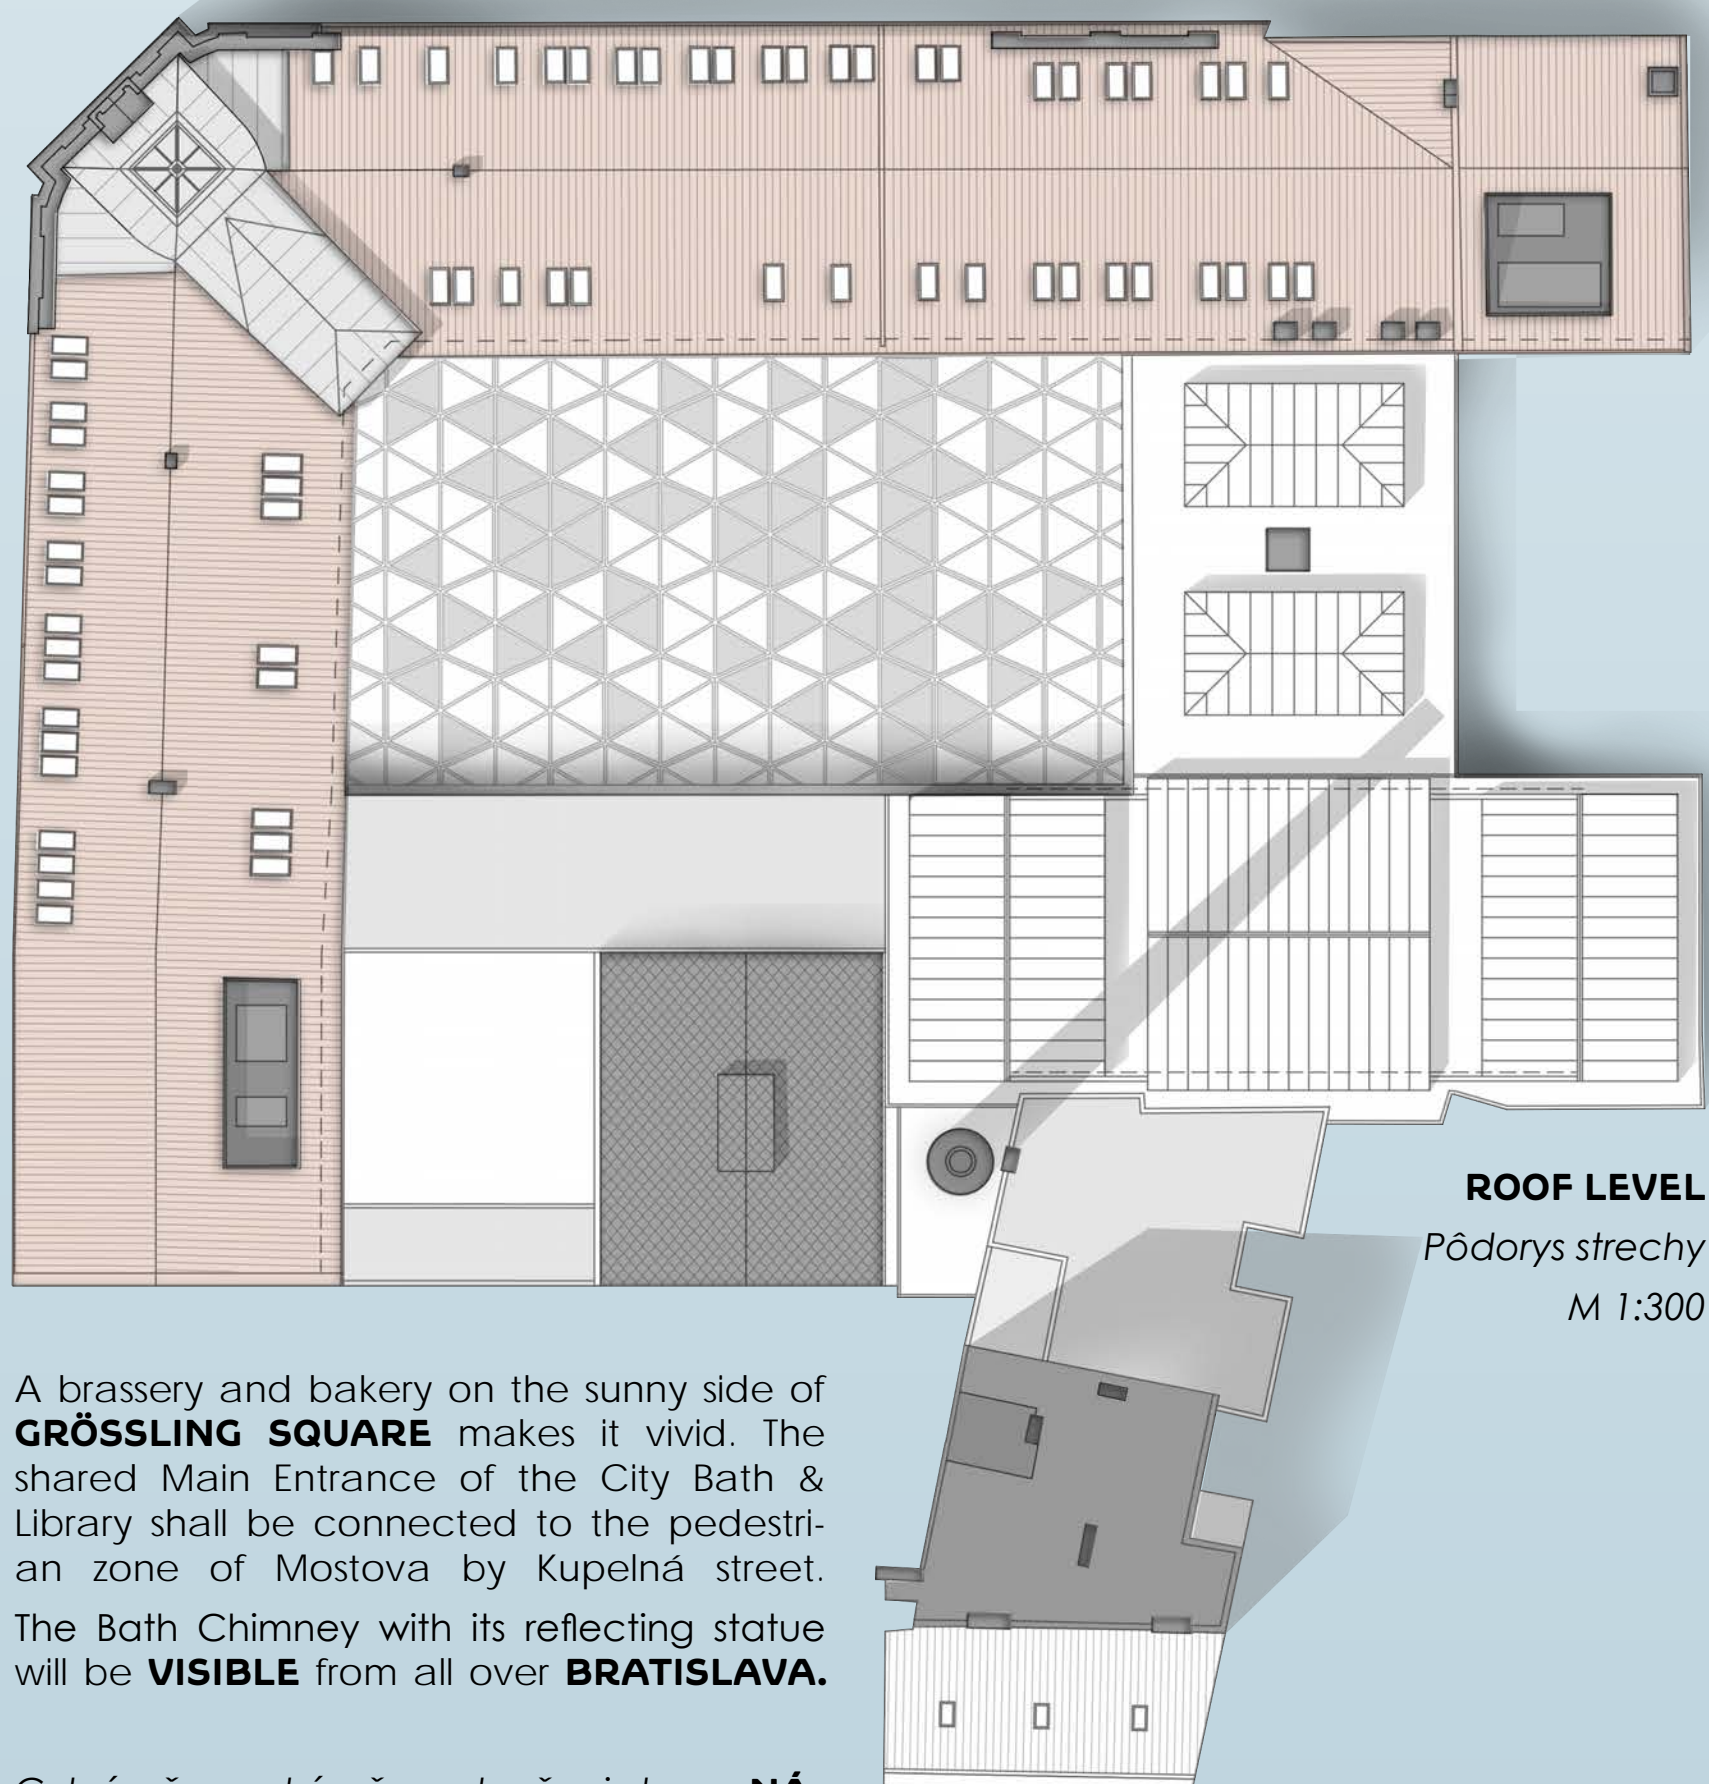 ROOF LEVEL
Pôdorys strechy
M 1:300
A brassery and bakery on the sunny side of
GRÖSSLING SQUARE makes it vivid. The
shared Main Entrance of the City Bath &
Library shall be connected to the pedestri-
an zone of Mostova by Kupelná street.
The Bath Chimney with its reflecting statue
will be VISIBLE from all over BRATISLAVA.